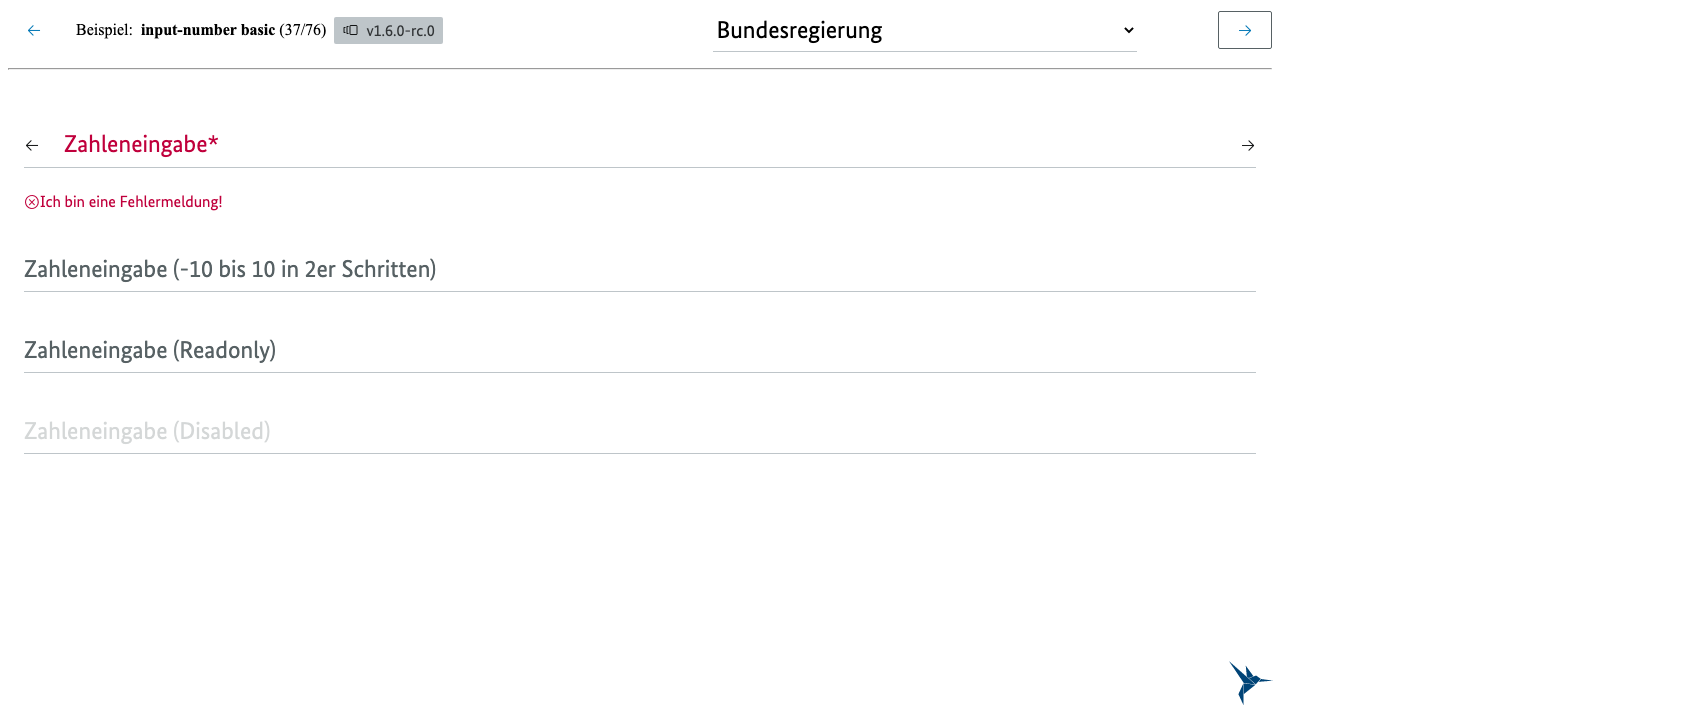 Beispiel: input-number basic (37/76) v1.6.0-rc.0 Bundesregierung
Zahleneingabe*
Ich bin eine Fehlermeldung!
Zahleneingabe (-10 bis 10 in 2er Schritten)
Zahleneingabe (Readonly)
Zahleneingabe (Disabled)